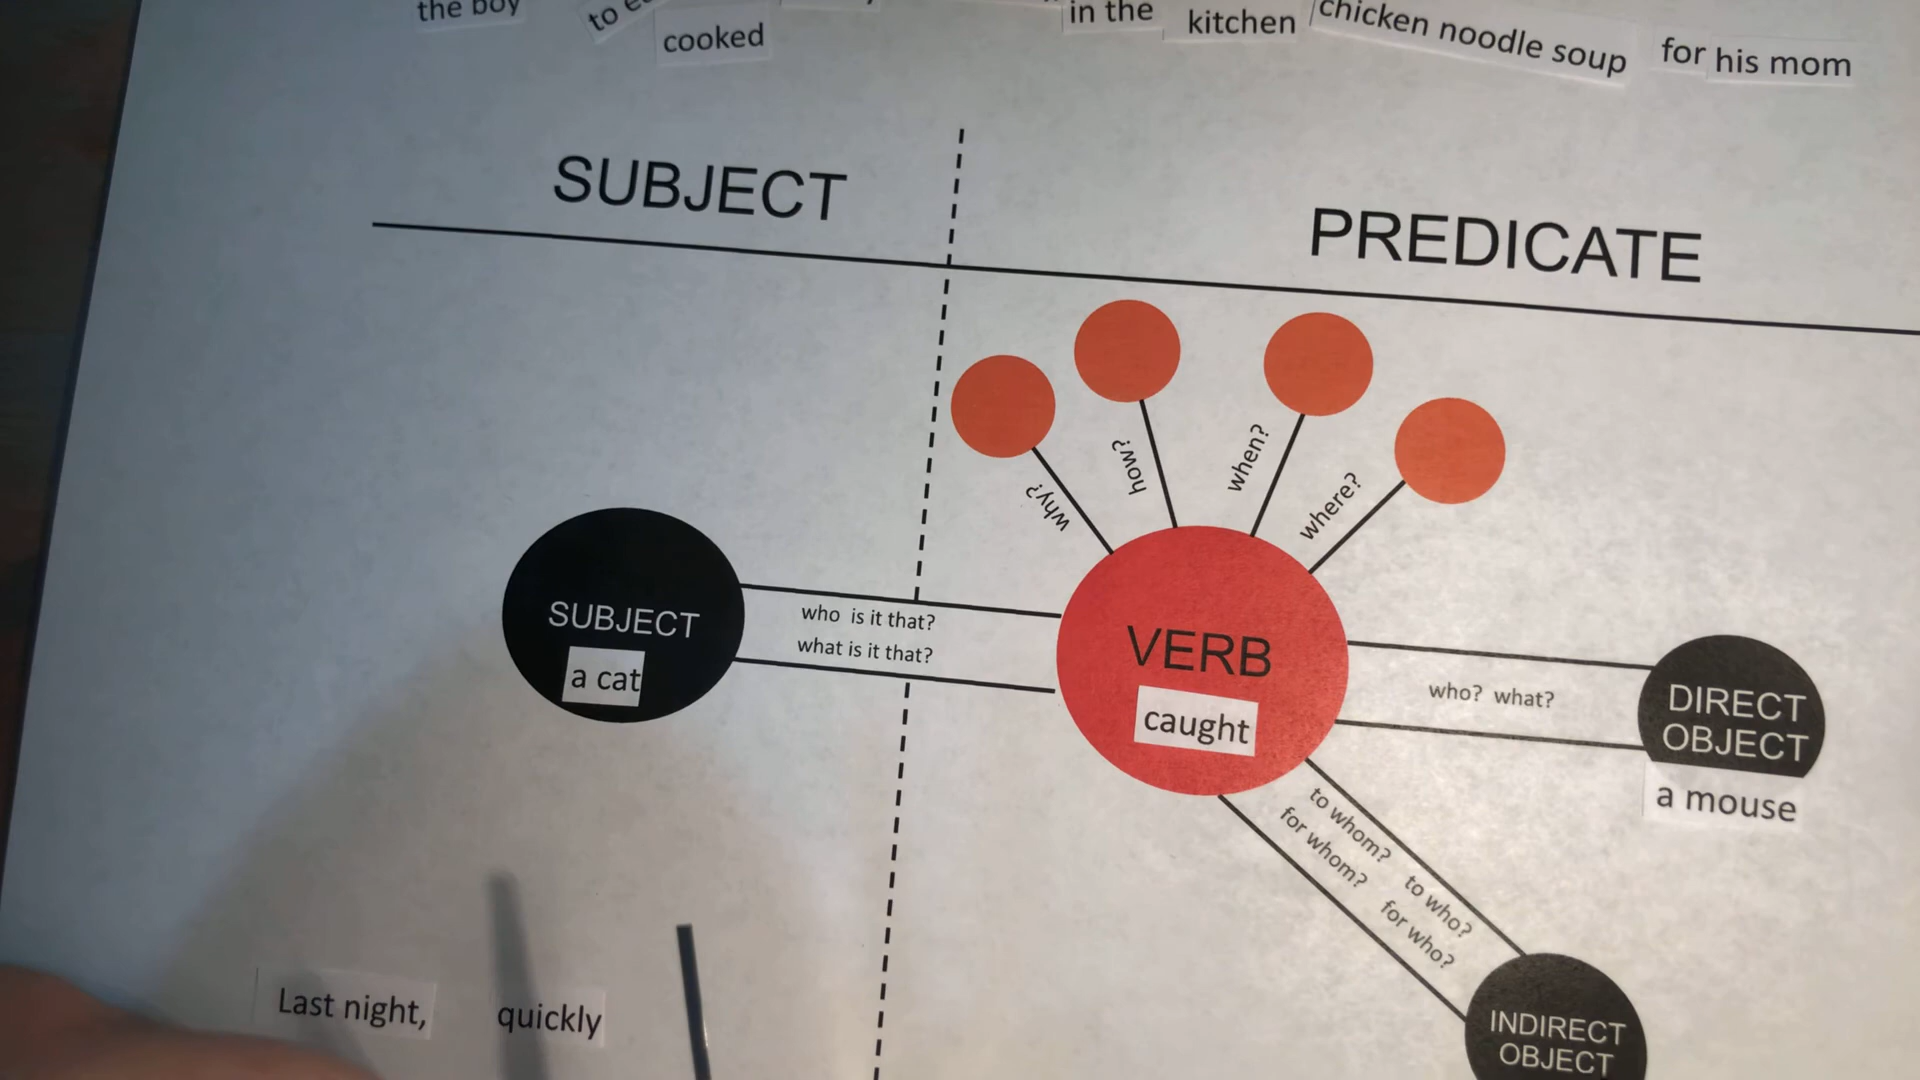 the boy
to
cooked
in the
kitchen
chicken noodle soup
for his mom
SUBJECT
PREDICATE
why?
how?
when?
where?
SUBJECT
a cat
who is it that?
what is it that?
VERB
caught
who? what?
DIRECT
OBJECT
a mouse
to whom? to who?
for whom? for who?
INDIRECT
OBJECT
Last night,
quickly